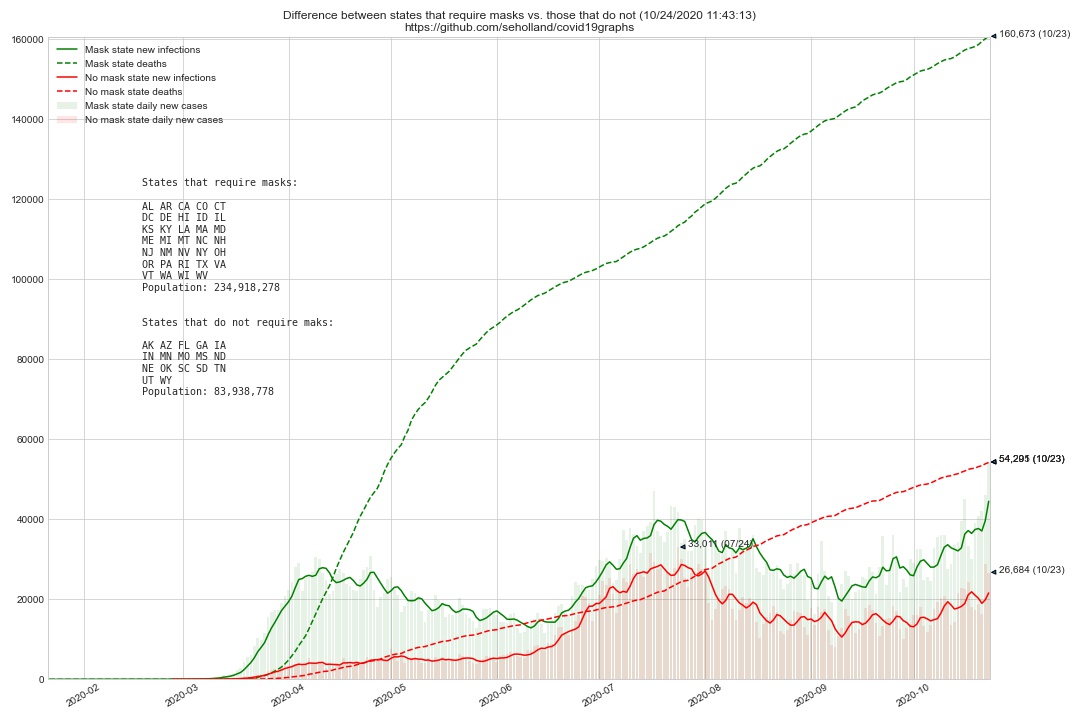 Difference between states that require masks vs. those that do not (10/24/2020 11:43:13)
https://github.com/seholland/covid19graphs
Mask state new infections
Mask state deaths
No mask state new infections
No mask state deaths
Mask state daily new cases
No mask state daily new cases
States that require masks:
AL AR CA CO CT
DC DE HI ID IL
KS KY LA MA MD
ME MI MT NC NH
NJ NM NV NY OH
OR PA RI TX VA
VT WA WI WV
Population: 234,918,278
States that do not require maks:
AK AZ FL GA IA
IN MN MO MS ND
NE OK SC SD TN
UT WY
Population: 83,938,778
160000
140000
120000
100000
80000
60000
40000
20000
0
160,673 (10/23)
(10/23)
33,011 (07/24)
26,684 (10/23)
2020-02
2020-03
2020-04
2020-05
2020-06
2020-07
2020-08
2020-09
2020-10